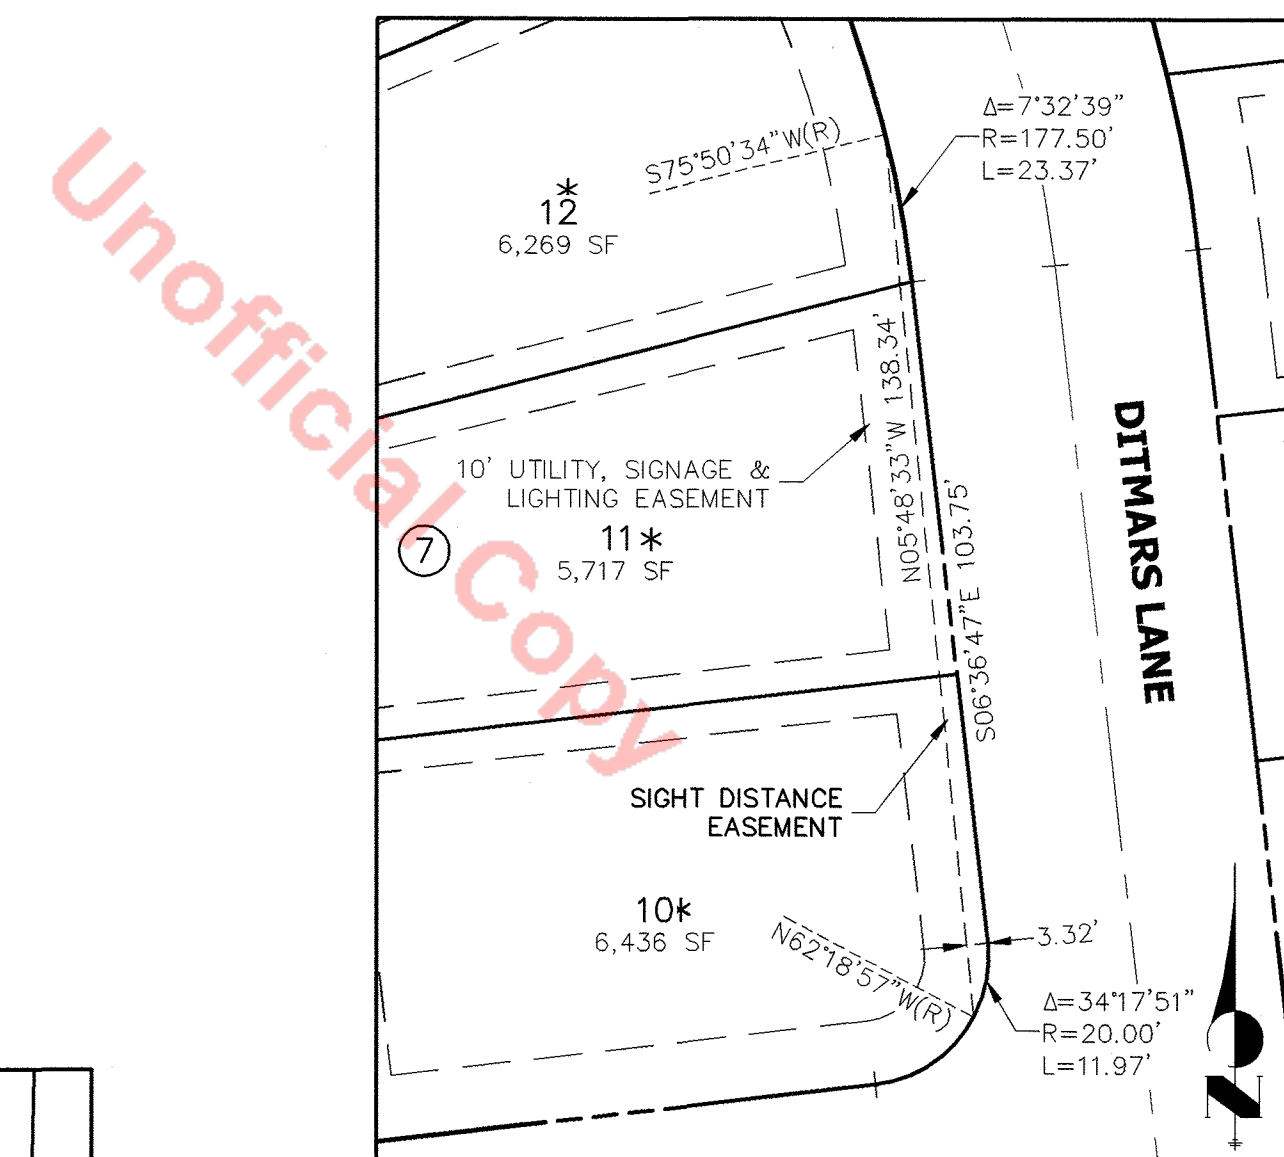 Δ=7°32'39"
R=177.50'
L=23.37'
S75°50'34"W(R)
*
12
6,269 SF
N05°48'33"W 138.34'
10' UTILITY, SIGNAGE &
LIGHTING EASEMENT
11*
5,717 SF
7
S06°36'47"E 103.75'
DITMARS LANE
SIGHT DISTANCE
EASEMENT
10*
6,436 SF
N62°18'57"W(R)
3.32'
Δ=34°17'51"
R=20.00'
L=11.97'
N
Unofficial Copy